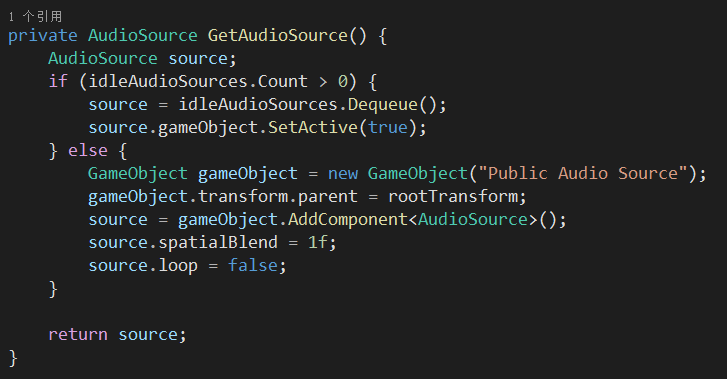 1 个引用
private AudioSource GetAudioSource() {
    AudioSource source;
    if (idleAudioSources.Count > 0) {
        source = idleAudioSources.Dequeue();
        source.gameObject.SetActive(true);
    } else {
        GameObject gameObject = new GameObject("Public Audio Source");
        gameObject.transform.parent = rootTransform;
        source = gameObject.AddComponent<AudioSource>();
        source.spatialBlend = 1f;
        source.loop = false;
    }

    return source;
}